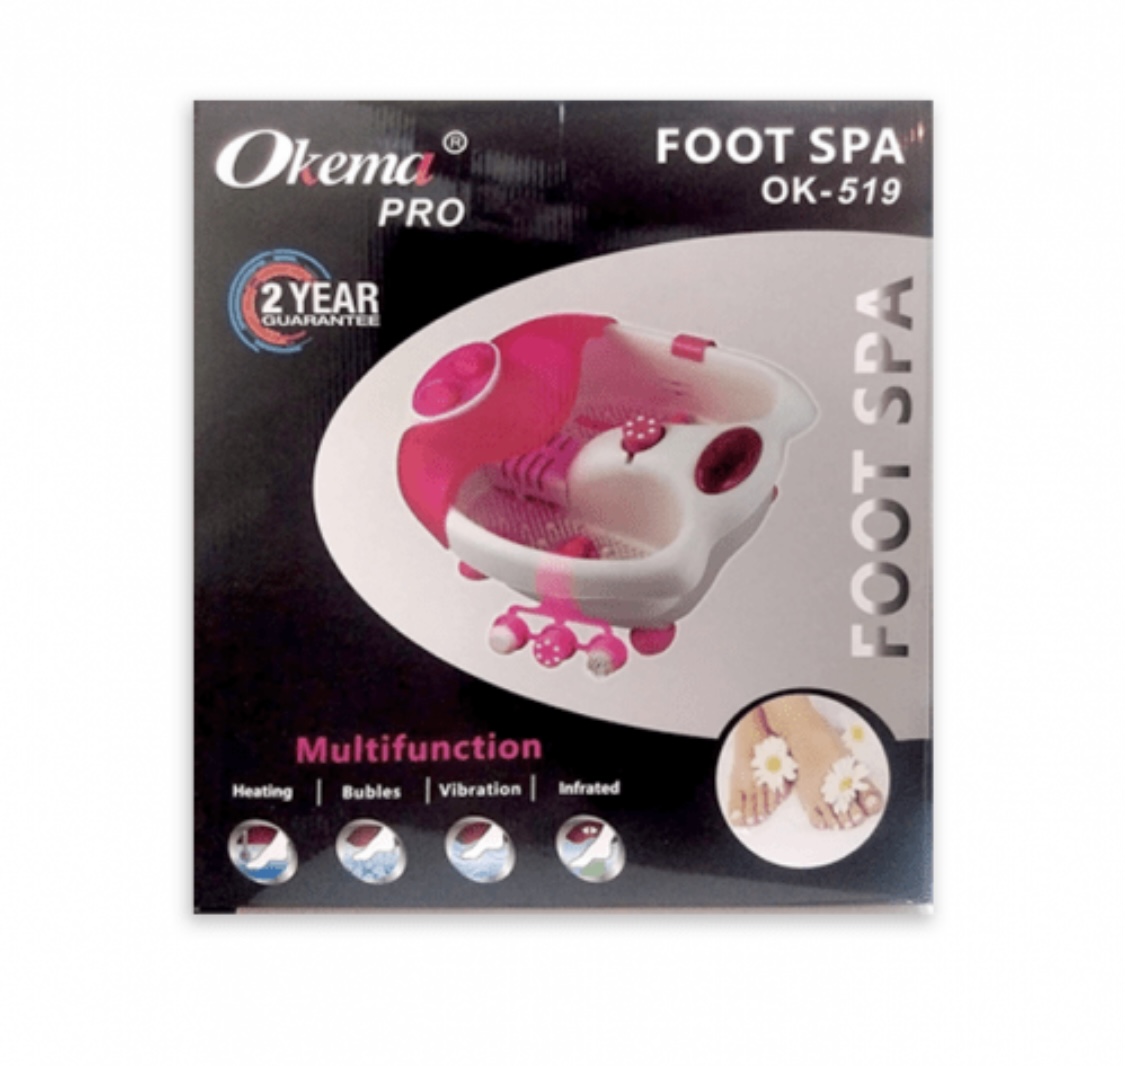 Okema ®
PRO
FOOT SPA
OK-519
2 YEAR
GUARANTEE
FOOT SPA
Multifunction
Heating | Bubles | Vibration | Infrated